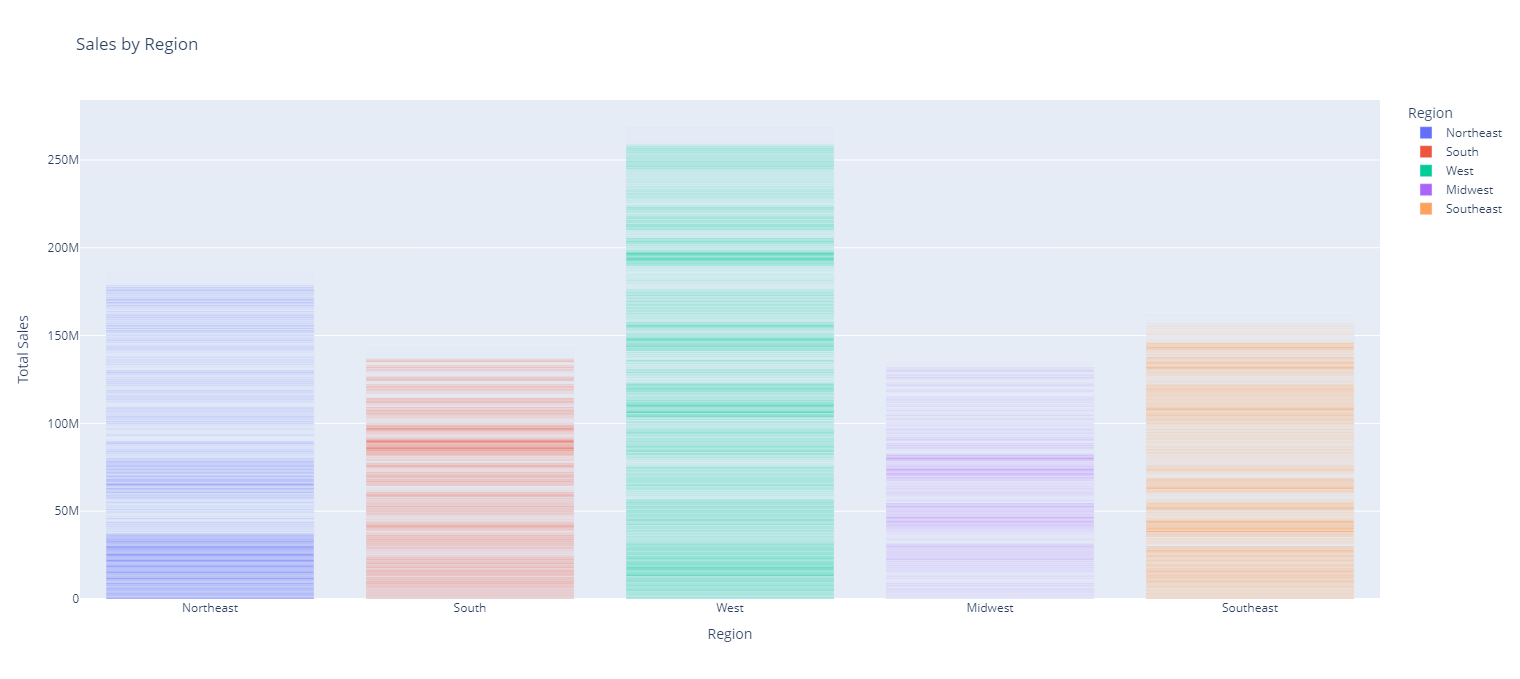 Sales by Region
Region
Northeast
South
West
Midwest
Southeast
Total Sales
250M
200M
150M
100M
50M
0
Northeast
South
West
Midwest
Southeast
Region